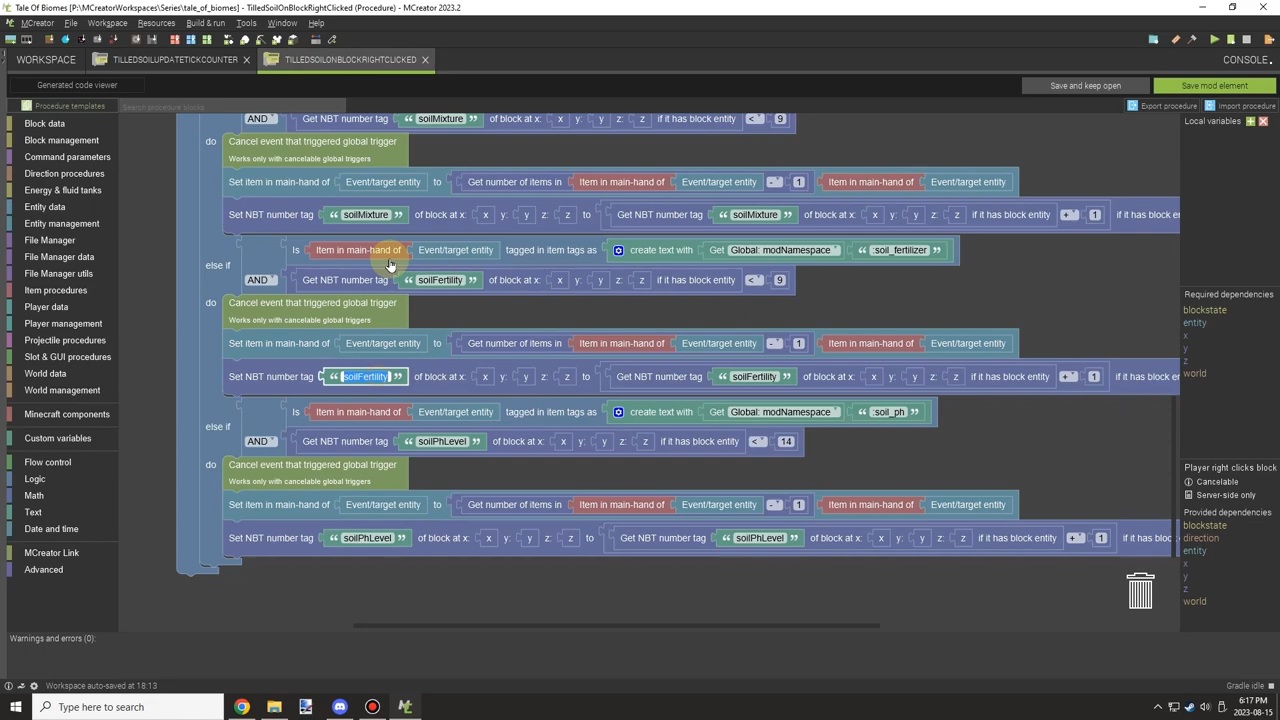 Tale Of Biomes [P:\MCreatorWorkspaces\Series\tale_of_biomes] - TilledSoilOnBlockRightClicked (Procedure) - MCreator 2023.2
MCreator File Workspace Resources Build & run Tools Window Help
WORKSPACE TILLEDSOILUPDATETICKCOUNTER TILLEDSOILONBLOCKRIGHTCLICKED CONSOLE
Generated code viewer Save and keep open Save mod element
Procedure templates Search procedure blocks Export procedure Import procedure
Block data
Block management
Command parameters
Direction procedures
Energy & fluid tanks
Entity data
Entity management
File Manager
File Manager data
File Manager utils
Item procedures
Player data
Player management
Projectile procedures
Slot & GUI procedures
World data
World management
Minecraft components
Custom variables
Flow control
Logic
Math
Text
Date and time
MCreator Link
Advanced
AND Get NBT number tag “ soilMixture ” of block at x: x y: y z: z if it has block entity < 9
do Cancel event that triggered global trigger
Works only with cancelable global triggers
Set item in main-hand of Event/target entity to Get number of items in Item in main-hand of Event/target entity - 1 Item in main-hand of Event/target entity
Set NBT number tag “ soilMixture ” of block at x: x y: y z: z to Get NBT number tag “ soilMixture ” of block at x: x y: y z: z if it has block entity + 1 if it
Is Item in main-hand of Event/target entity tagged in item tags as create text with Get Global: modNamespace “ :soil_fertilizer ”
else if
AND Get NBT number tag “ soilFertility ” of block at x: x y: y z: z if it has block entity < 9
do Cancel event that triggered global trigger
Works only with cancelable global triggers
Set item in main-hand of Event/target entity to Get number of items in Item in main-hand of Event/target entity - 1 Item in main-hand of Event/target entity
Set NBT number tag “ soilFertility ” of block at x: x y: y z: z to Get NBT number tag “ soilFertility ” of block at x: x y: y z: z if it has block entity + 1 if it has
Is Item in main-hand of Event/target entity tagged in item tags as create text with Get Global: modNamespace “ :soil_ph ”
else if
AND Get NBT number tag “ soilPhLevel ” of block at x: x y: y z: z if it has block entity < 14
do Cancel event that triggered global trigger
Works only with cancelable global triggers
Set item in main-hand of Event/target entity to Get number of items in Item in main-hand of Event/target entity - 1 Item in main-hand of Event/target entity
Set NBT number tag “ soilPhLevel ” of block at x: x y: y z: z to Get NBT number tag “ soilPhLevel ” of block at x: x y: y z: z if it has block entity + 1 if it has block
Local variables
Required dependencies
blockstate
entity
x
y
z
world
Player right clicks block
Cancelable
Server-side only
Provided dependencies
blockstate
direction
entity
x
y
z
world
Warnings and errors (0):
Workspace auto-saved at 18:13 Gradle idle
Type here to search
6:17 PM
2023-08-15